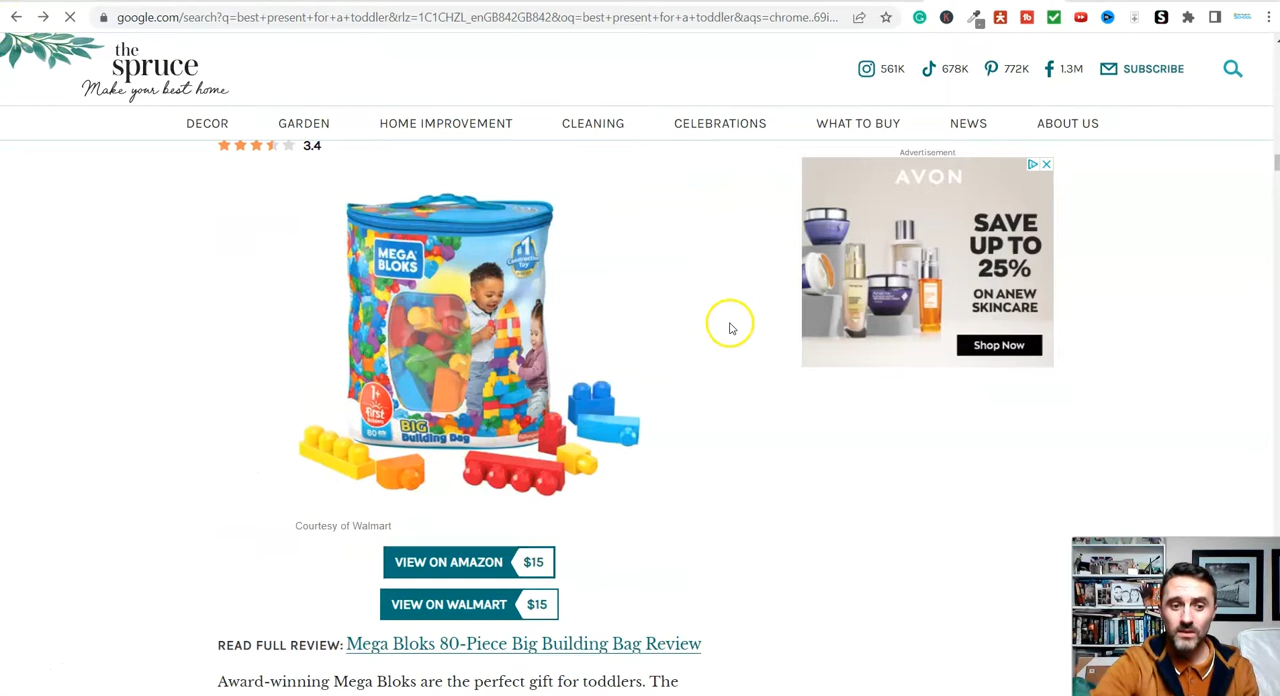 google.com/search?q=best+present+for+a+toddler&rlz=1C1CHZL_enGB842GB842&oq=best+present+for+a+toddler&aqs=chrome..69i...
the
spruce
Make your best home
561K
678K
772K
1.3M
SUBSCRIBE
DECOR
GARDEN
HOME IMPROVEMENT
CLEANING
CELEBRATIONS
WHAT TO BUY
NEWS
ABOUT US
3.4
Advertisement
AVON
SAVE
UP TO
25%
ON ANEW
SKINCARE
Shop Now
MEGA
BLOKS
#1
1+
first
80
BIG
Building Bag
Courtesy of Walmart
VIEW ON AMAZON $15
VIEW ON WALMART $15
READ FULL REVIEW: Mega Bloks 80-Piece Big Building Bag Review
Award-winning Mega Bloks are the perfect gift for toddlers. The